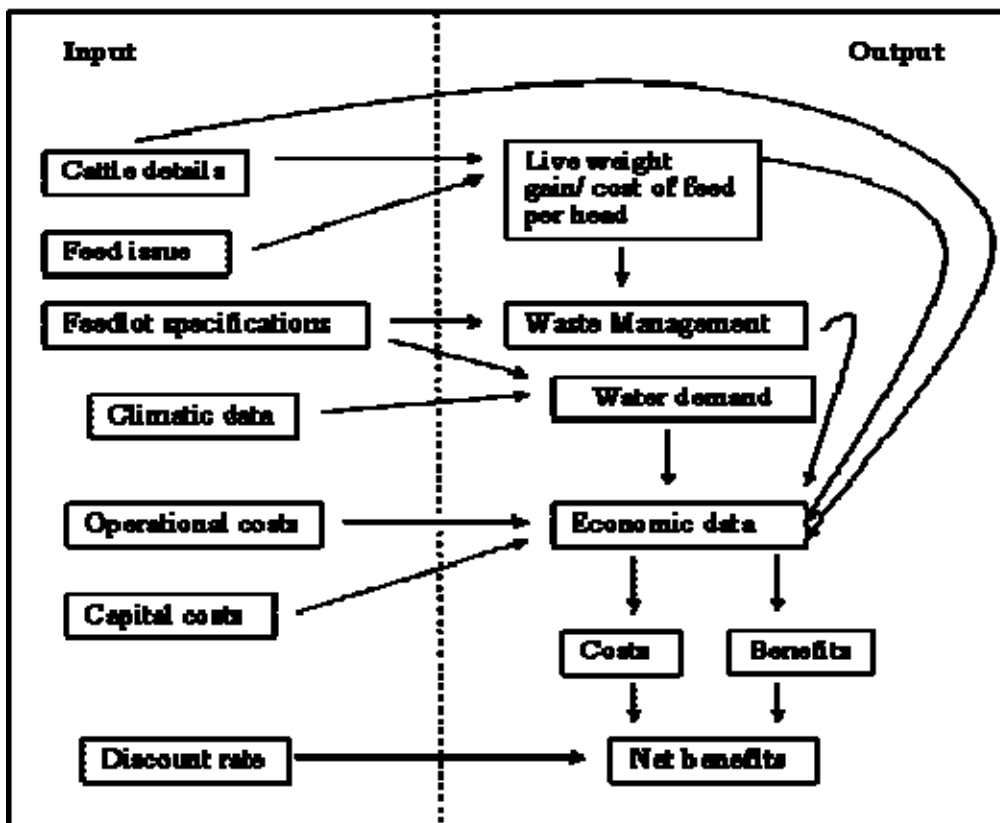 Input
Output
Cattle details
Live weight
gain/ cost of feed
per head
Feed issue
Feedlot specifications
Waste Management
Water demand
Climatic data
Operational costs
Economic data
Capital costs
Costs
Benefits
Discount rate
Net benefits